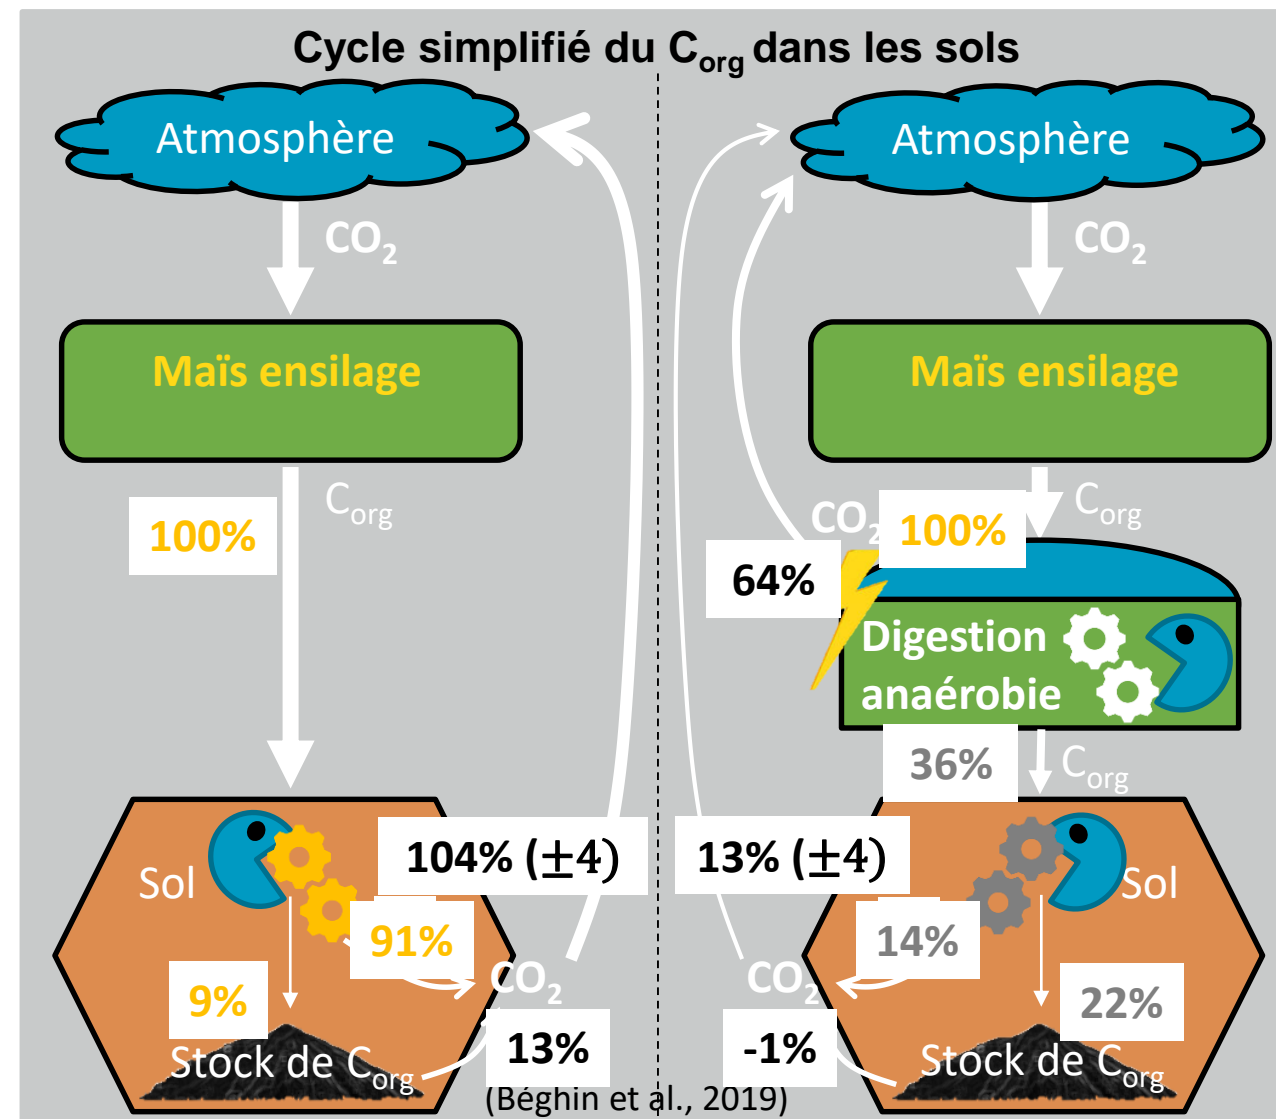 Cycle simplifié du Corg dans les sols
Atmosphère
CO2
Maïs ensilage
Corg
100%
Sol
104% (±4)
91%
9%
CO2
13%
Stock de Corg
Atmosphère
CO2
Maïs ensilage
Corg
CO2
100%
64%
Digestion
anaérobie
36%
Corg
13% (±4)
Sol
14%
CO2
22%
-1%
Stock de Corg
(Béghin et al., 2019)